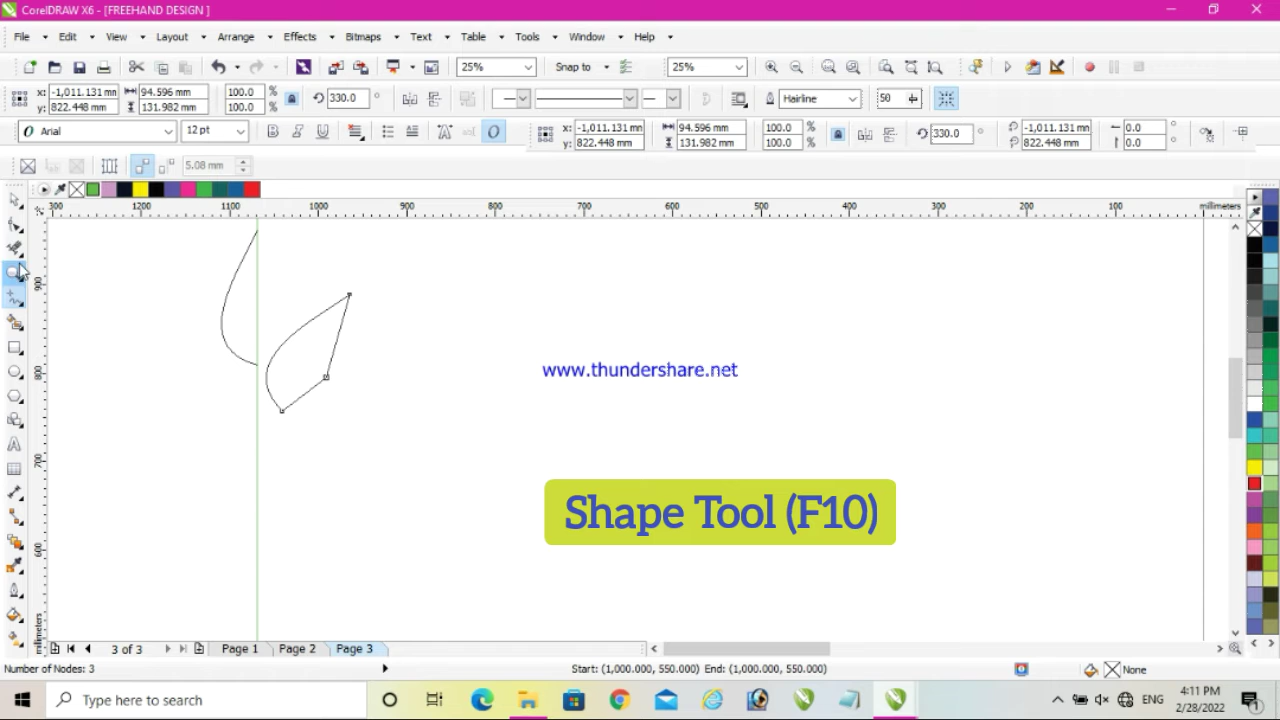 CorelDRAW X6 - [FREEHAND DESIGN ]
File Edit View Layout Arrange Effects Bitmaps Text Table Tools Window Help
25% Snap to 25%
x: -1,011.131 mm 94.596 mm 100.0 % 330.0 ° Hairline 50
y: 822.448 mm 131.982 mm 100.0 %
Arial 12 pt x: -1,011.131 mm 94.596 mm 100.0 % 330.0 ° -1,011.131 mm 0.0 °
y: 822.448 mm 131.982 mm 100.0 % 822.448 mm 0.0 °
5.08 mm
1300 1200 1100 1000 900 800 700 600 500 400 300 200 100 millimeters
900
800
700
600
millimeters
www.thundershare.net
Shape Tool (F10)
3 of 3 Page 1 Page 2 Page 3
Number of Nodes: 3 Start: (1,000.000, 550.000) End: (1,000.000, 550.000) None
Type here to search ENG 4:11 PM
2/28/2022